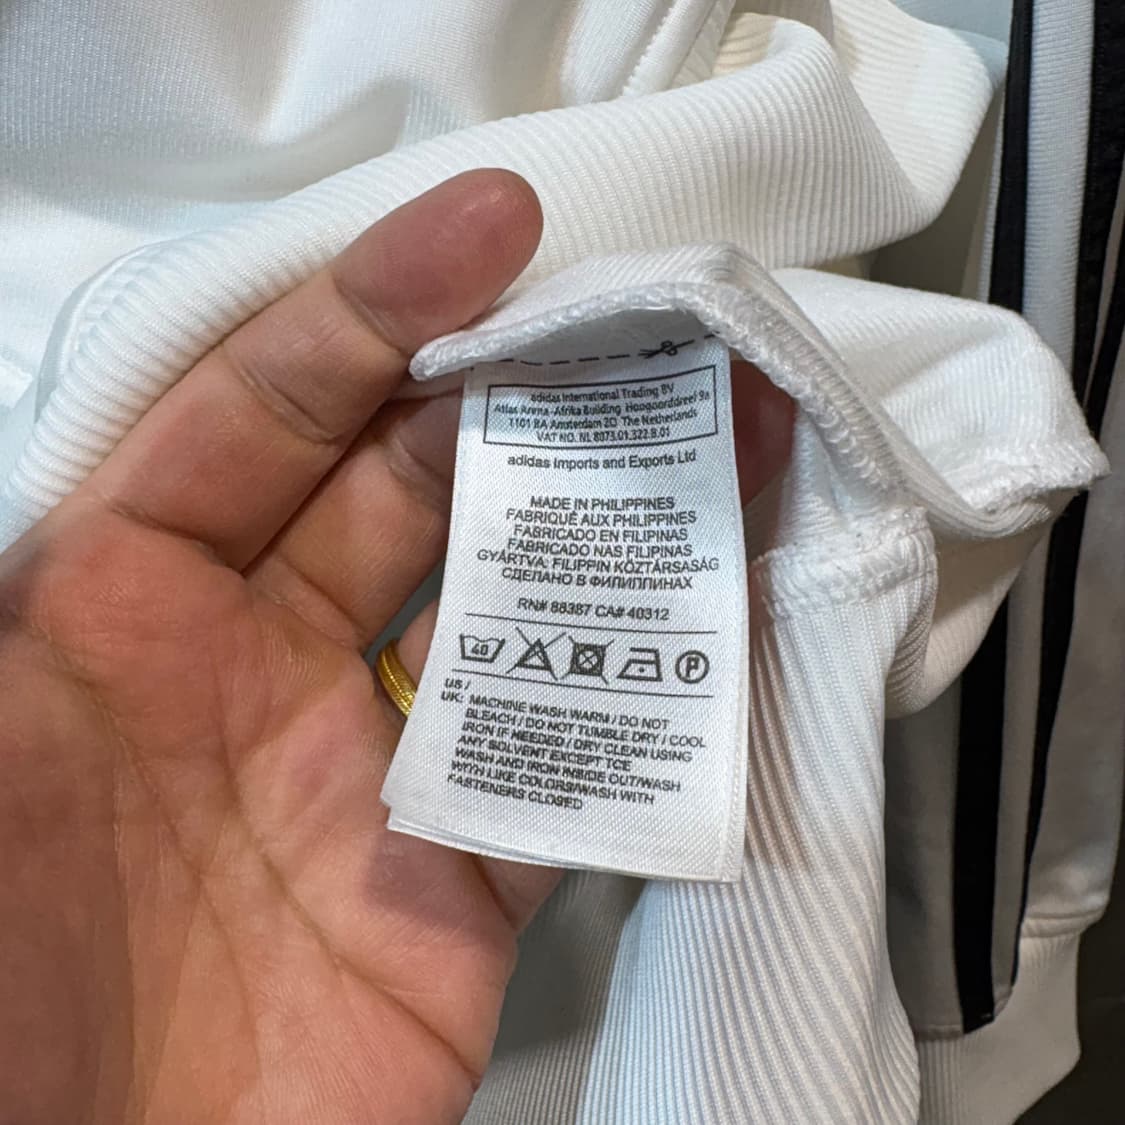 adidas International Trading BV
Atlas Arena-Afrika Building Hoogoorddreef 9a
1101 BA Amsterdam ZO The Netherlands
VAT NO. NL 8073.01.322.B.01
adidas Imports and Exports Ltd
MADE IN PHILIPPINES
FABRIQUÉ AUX PHILIPPINES
FABRICADO EN FILIPINAS
FABRICADO NAS FILIPINAS
GYÁRTVA: FILIPPIN KÖZTÁRSASÁG
СДЕЛАНО В ФИЛИППИНАХ
RN# 88387 CA# 40312
40 P
US /
UK: MACHINE WASH WARM / DO NOT
BLEACH / DO NOT TUMBLE DRY / COOL
IRON IF NEEDED / DRY CLEAN USING
ANY SOLVENT EXCEPT TCE
WASH AND IRON INSIDE OUT/WASH
WITH LIKE COLORS/WASH WITH
FASTENERS CLOSED